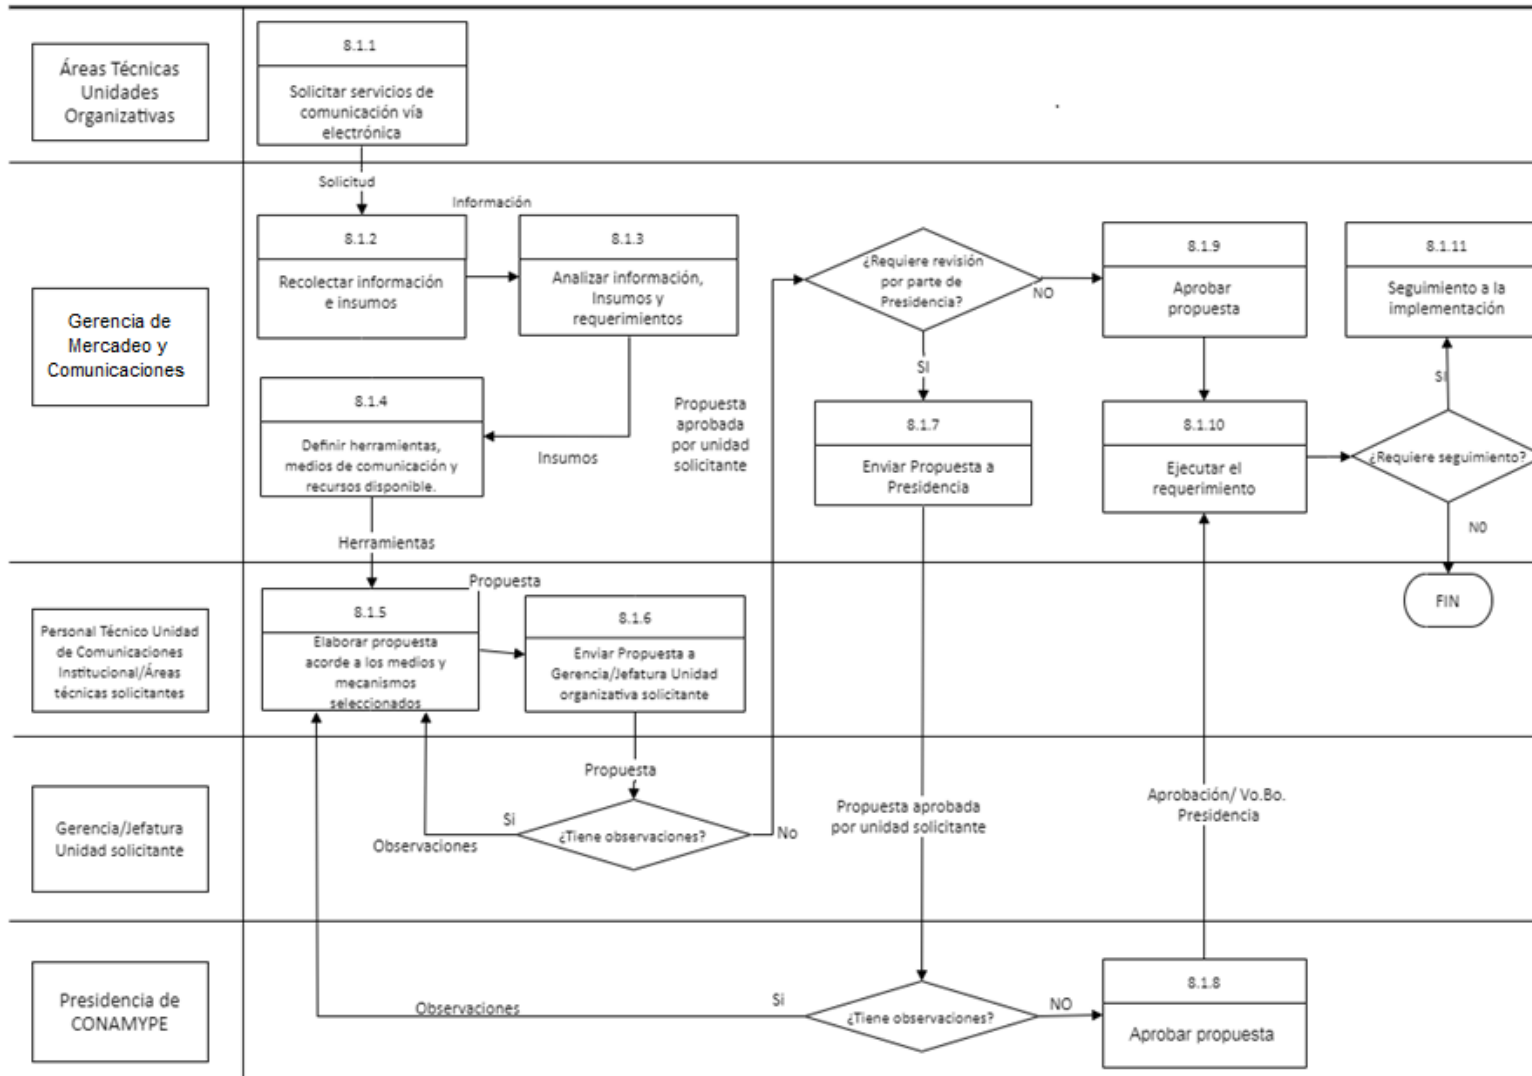 Áreas Técnicas
Unidades
Organizativas
8.1.1
Solicitar servicios de
comunicación vía
electrónica
Solicitud
Información
Gerencia de
Mercadeo y
Comunicaciones
8.1.2
Recolectar información
e insumos
8.1.3
Analizar información,
Insumos y
requerimientos
8.1.4
Definir herramientas,
medios de comunicación y
recursos disponible.
Insumos
Herramientas
Propuesta
aprobada
por unidad
solicitante
¿Requiere revisión
por parte de
Presidencia?
NO
SI
8.1.7
Enviar Propuesta a
Presidencia
8.1.9
Aprobar
propuesta
8.1.10
Ejecutar el
requerimiento
8.1.11
Seguimiento a la
implementación
SI
¿Requiere seguimiento?
N0
FIN
Personal Técnico Unidad
de Comunicaciones
Institucional/Áreas
técnicas solicitantes
Propuesta
8.1.5
Elaborar propuesta
acorde a los medios y
mecanismos
seleccionados
8.1.6
Enviar Propuesta a
Gerencia/Jefatura Unidad
organizativa solicitante
Gerencia/Jefatura
Unidad solicitante
Propuesta
Si
¿Tiene observaciones?
No
Observaciones
Propuesta aprobada
por unidad solicitante
Aprobación/ Vo.Bo.
Presidencia
Presidencia de
CONAMYPE
Observaciones
Si
¿Tiene observaciones?
NO
8.1.8
Aprobar propuesta